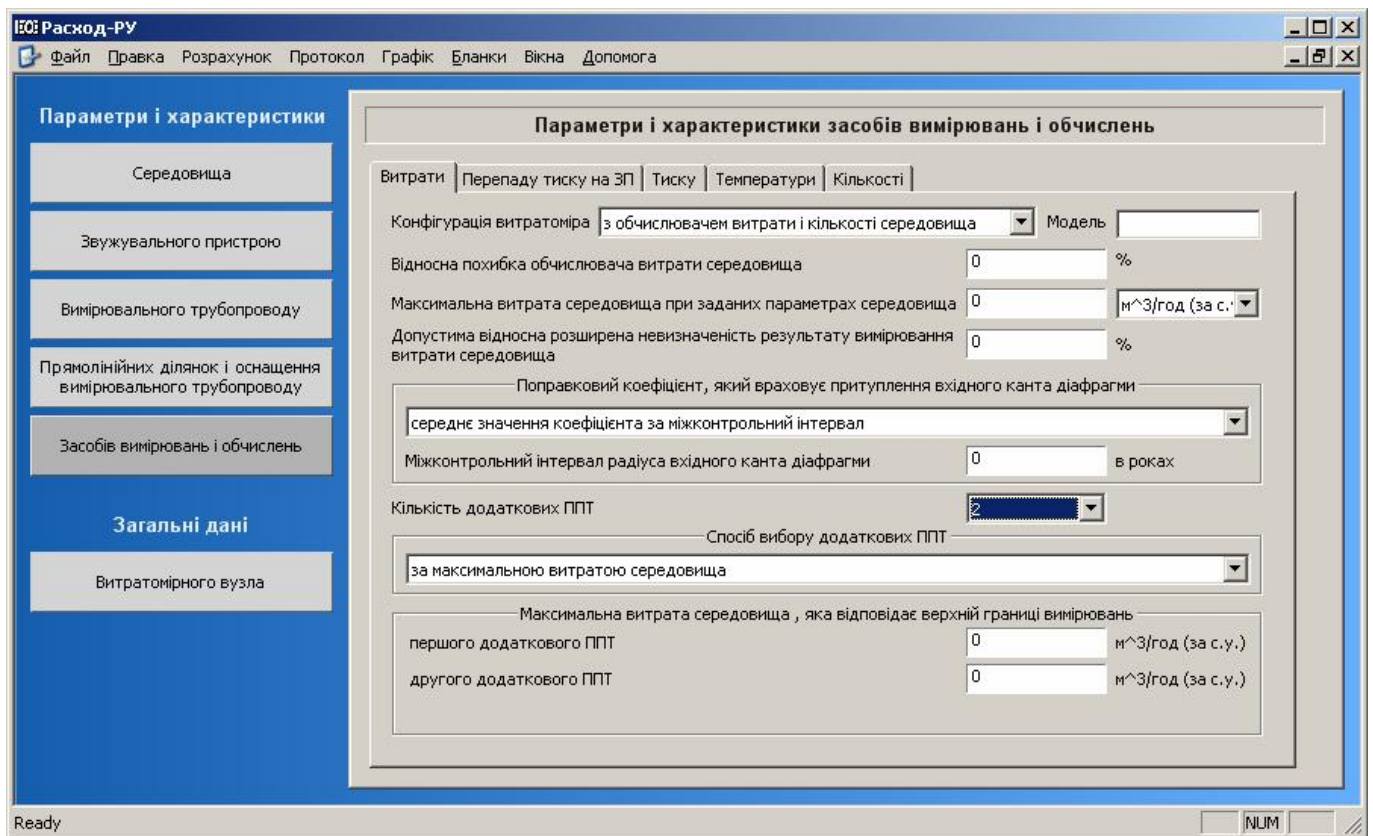 Расход-РУ
Файл Правка Розрахунок Протокол Графік Бланки Вікна Допомога
Параметри і характеристики
Середовища
Звужувального пристрою
Вимірювального трубопроводу
Прямолінійних ділянок і оснащення
вимірювального трубопроводу
Засобів вимірювань і обчислень
Загальні дані
Витратомірного вузла
Параметри і характеристики засобів вимірювань і обчислень
Витрати Перепаду тиску на ЗП Тиску Температури Кількості
Конфігурація витратоміра з обчислювачем витрати і кількості середовища Модель
Відносна похибка обчислювача витрати середовища 0 %
Максимальна витрата середовища при заданих параметрах середовища 0 м^3/год (за с.
Допустима відносна розширена невизначеність результату вимірювання
витрати середовища 0 %
Поправковий коефіцієнт, який враховує притуплення вхідного канта діафрагми
середнє значення коефіцієнта за міжконтрольний інтервал
Міжконтрольний інтервал радіуса вхідного канта діафрагми 0 в роках
Кількість додаткових ППТ 2
Спосіб вибору додаткових ППТ
за максимальною витратою середовища
Максимальна витрата середовища , яка відповідає верхній границі вимірювань
першого додаткового ППТ 0 м^3/год (за с.у.)
другого додаткового ППТ 0 м^3/год (за с.у.)
Ready NUM